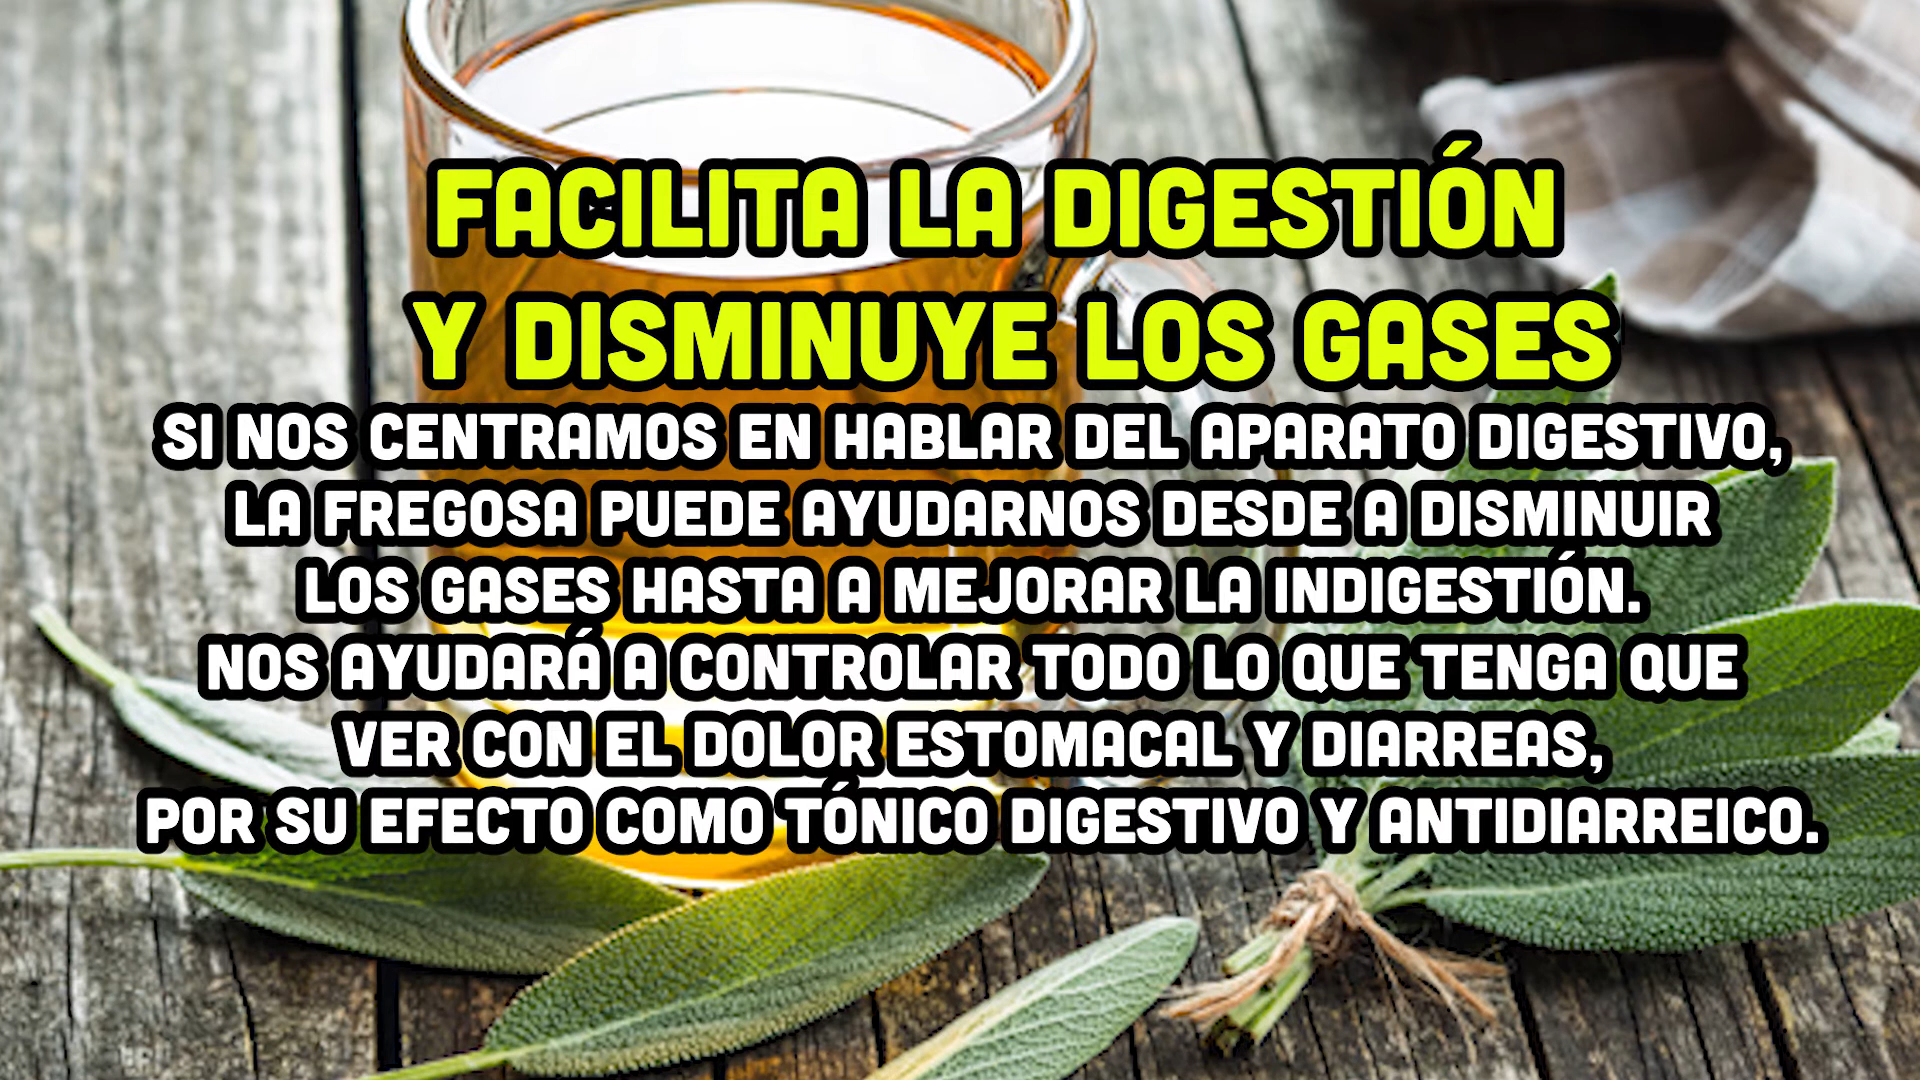 FACILITA LA DIGESTIÓN
Y DISMINUYE LOS GASES
SI NOS CENTRAMOS EN HABLAR DEL APARATO DIGESTIVO,
LA FREGOSA PUEDE AYUDARNOS DESDE A DISMINUIR
LOS GASES HASTA A MEJORAR LA INDIGESTIÓN.
NOS AYUDARÁ A CONTROLAR TODO LO QUE TENGA QUE
VER CON EL DOLOR ESTOMACAL Y DIARREAS,
POR SU EFECTO COMO TÓNICO DIGESTIVO Y ANTIDIARREICO.